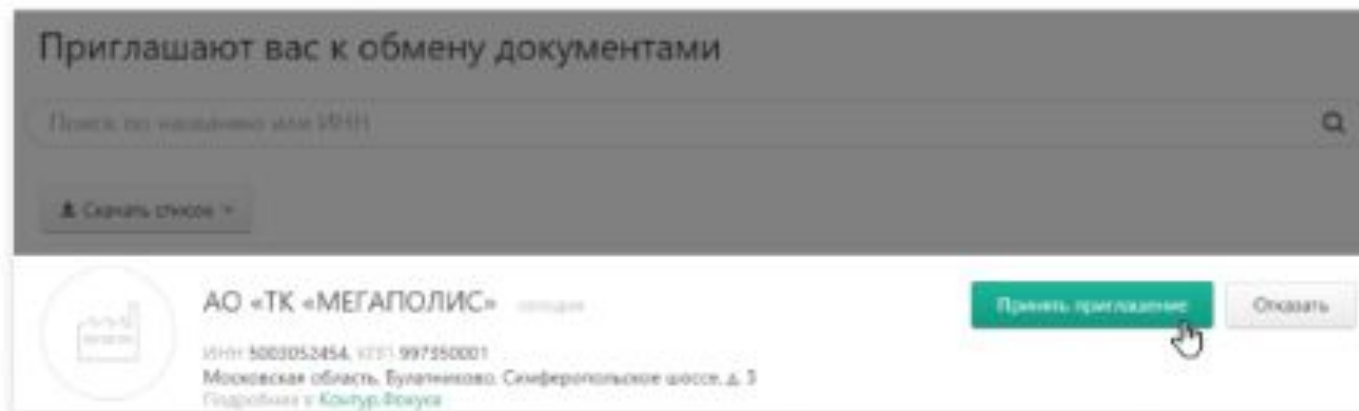 Приглашают вас к обмену документами
Поиск по названию или ИНН
Скачать список
АО «ТК «МЕГАПОЛИС» сегодня
Принять приглашение
Отказать
ИНН 5003052454, КПП 997350001
Московская область, Булатниково, Симферопольское шоссе, д. 3
Подробнее в Контур.Фокусе